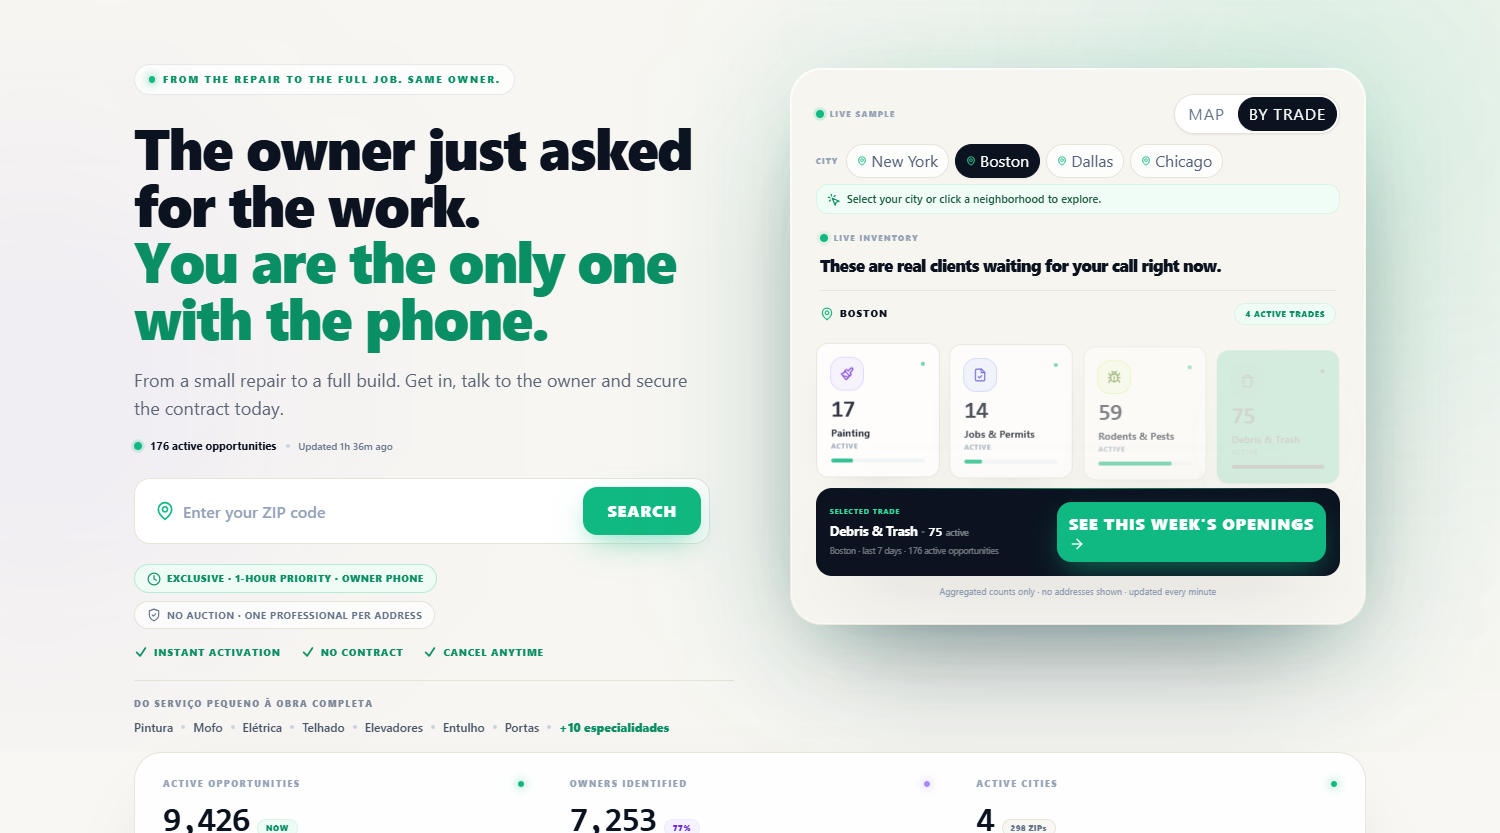 FROM THE REPAIR TO THE FULL JOB. SAME OWNER.
The owner just asked
for the work.
You are the only one
with the phone.
From a small repair to a full build. Get in, talk to the owner and secure
the contract today.
176 active opportunities • Updated 1h 36m ago
Enter your ZIP code
SEARCH
EXCLUSIVE · 1-HOUR PRIORITY · OWNER PHONE
NO AUCTION · ONE PROFESSIONAL PER ADDRESS
INSTANT ACTIVATION
NO CONTRACT
CANCEL ANYTIME
DO SERVIÇO PEQUENO À OBRA COMPLETA
Pintura • Mofo • Elétrica • Telhado • Elevadores • Entulho • Portas • +10 especialidades
LIVE SAMPLE
MAP
BY TRADE
CITY
New York
Boston
Dallas
Chicago
Select your city or click a neighborhood to explore.
LIVE INVENTORY
These are real clients waiting for your call right now.
BOSTON
4 ACTIVE TRADES
17
Painting
ACTIVE
14
Jobs & Permits
ACTIVE
59
Rodents & Pests
ACTIVE
75
Debris & Trash
ACTIVE
SELECTED TRADE
Debris & Trash · 75 active
Boston · last 7 days · 176 active opportunities
SEE THIS WEEK'S OPENINGS
→
Aggregated counts only · no addresses shown · updated every minute
ACTIVE OPPORTUNITIES
9,426
NOW
OWNERS IDENTIFIED
7,253
77%
ACTIVE CITIES
4
298 ZIPs